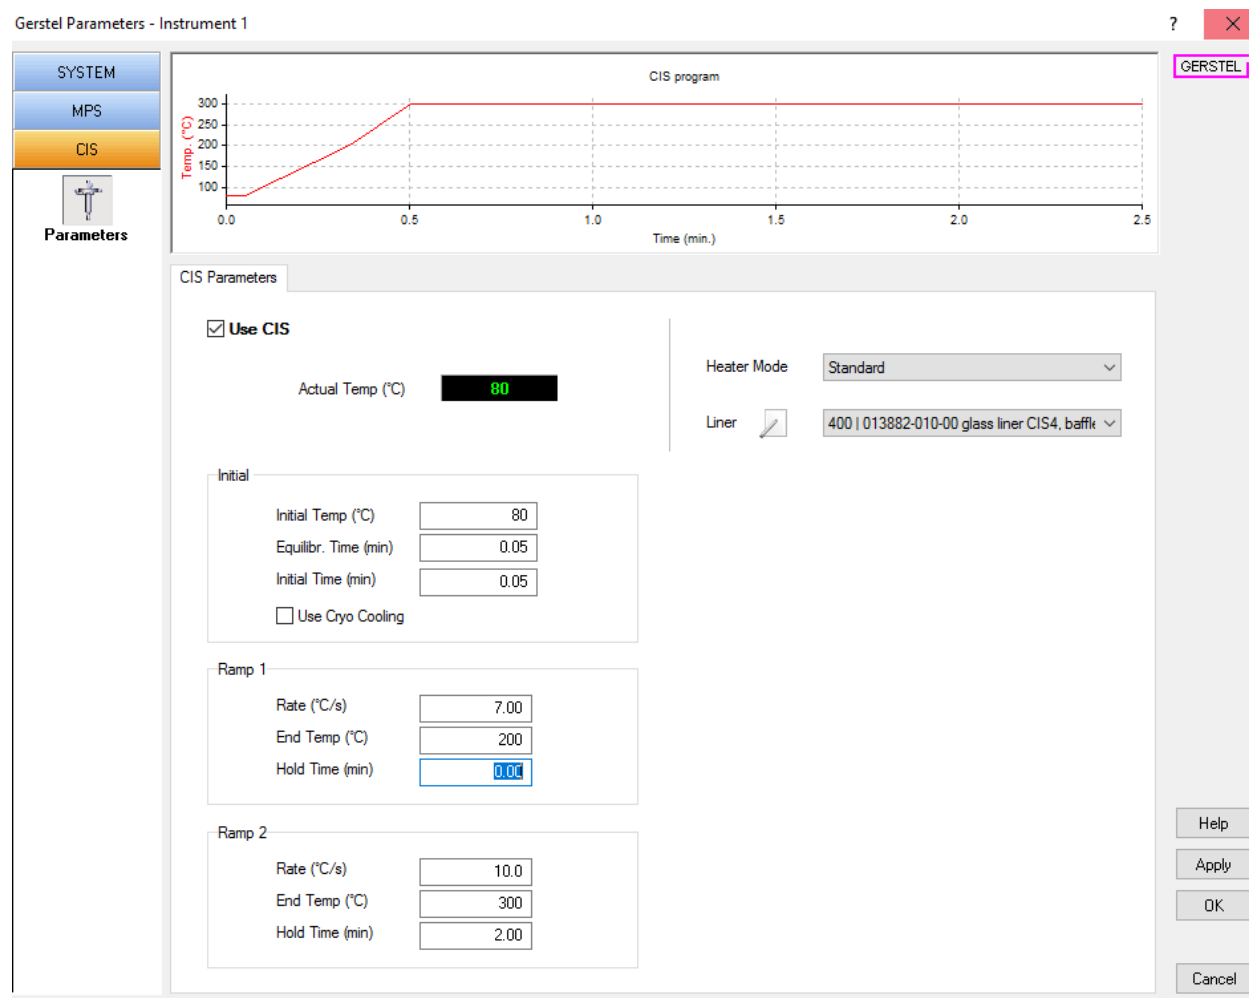 Gerstel Parameters - Instrument 1
?
GERSTEL
SYSTEM
MPS
CIS
Parameters
CIS program
Temp. (°C)
300
250
200
150
100
0.0 0.5 1.0 1.5 2.0 2.5
Time (min.)
CIS Parameters
Use CIS
Actual Temp (°C) 80
Heater Mode Standard
Liner 400 | 013882-010-00 glass liner CIS4, baffle
Initial
Initial Temp (°C) 80
Equilibr. Time (min) 0.05
Initial Time (min) 0.05
Use Cryo Cooling
Ramp 1
Rate (°C/s) 7.00
End Temp (°C) 200
Hold Time (min) 0.00
Ramp 2
Rate (°C/s) 10.0
End Temp (°C) 300
Hold Time (min) 2.00
Help
Apply
OK
Cancel